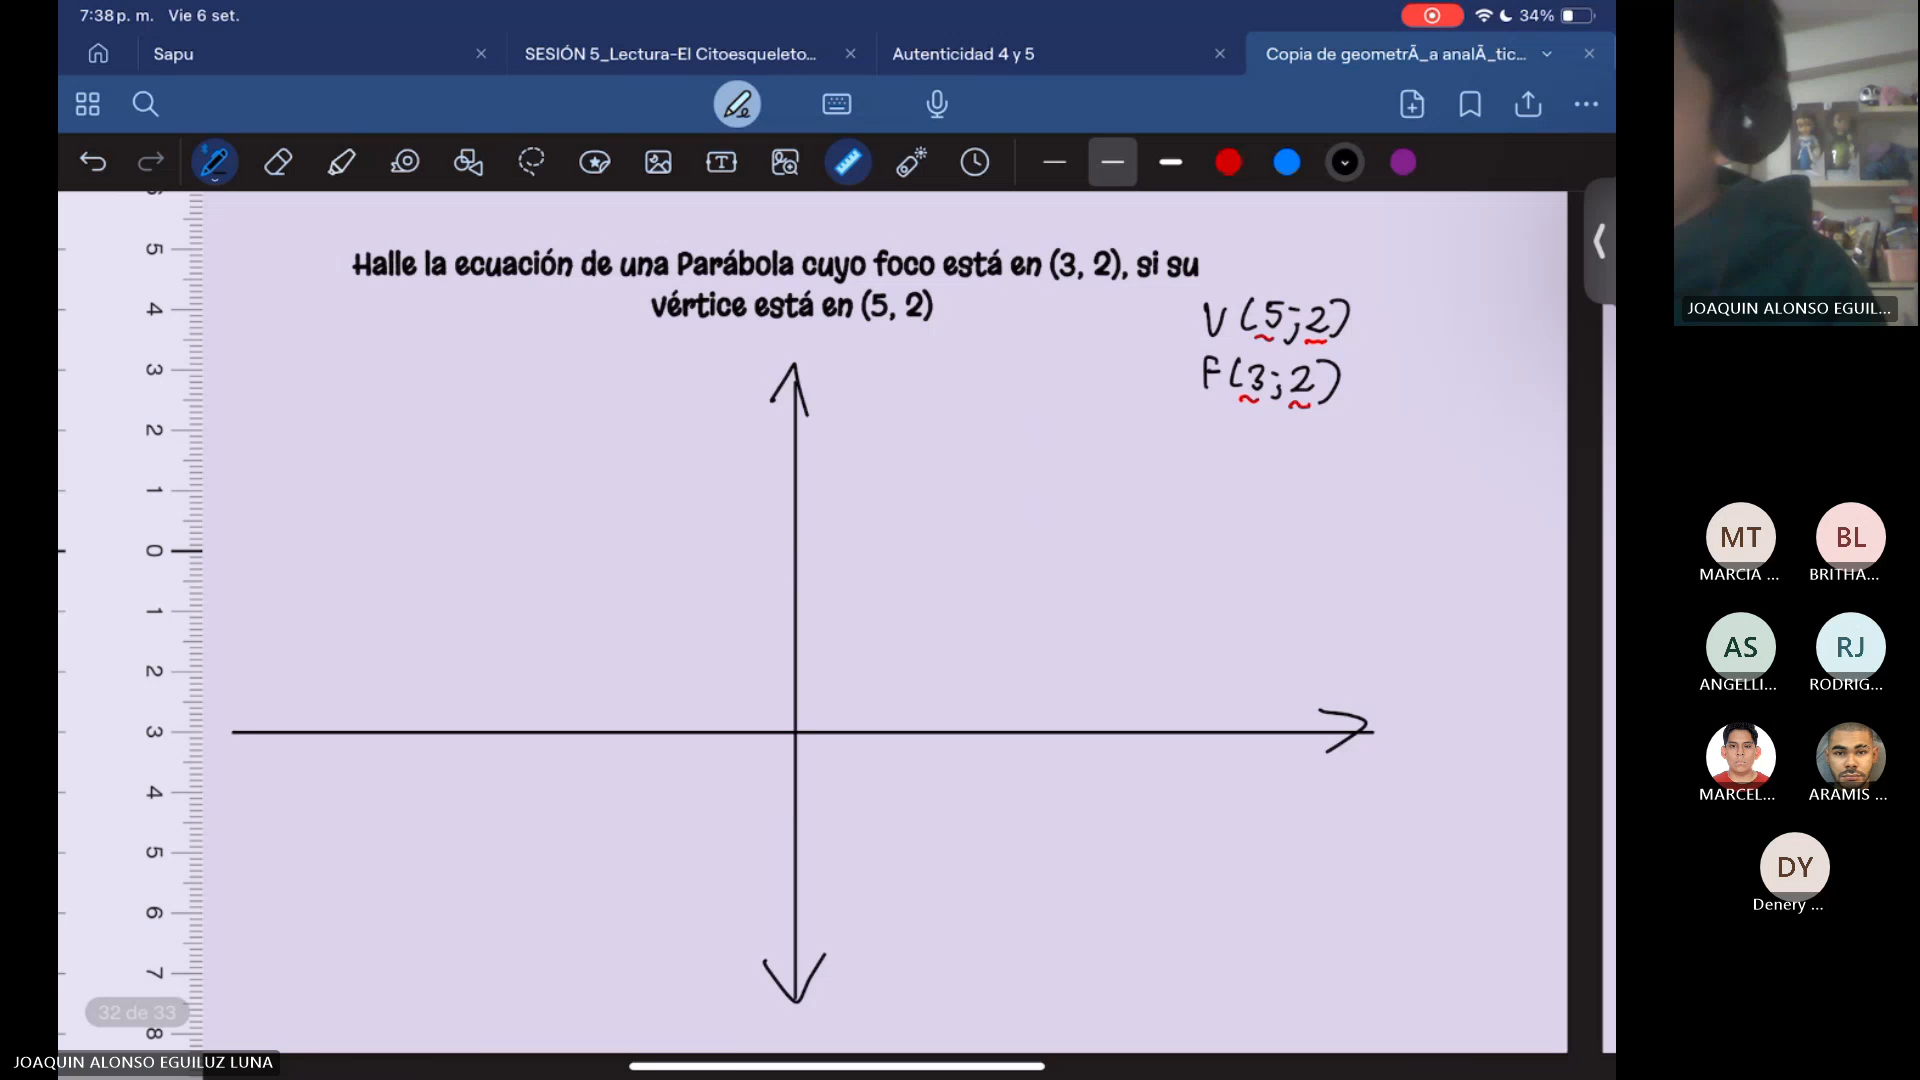 7:38 p. m. Vie 6 set.
34%
Sapu
SESIÓN 5_Lectura-El Citoesqueleto...
Autenticidad 4 y 5
Copia de geometrÃ_a analÃ_tic...
5
4
3
2
1
0
1
2
3
4
5
6
7
8
Halle la ecuación de una Parábola cuyo foco está en (3, 2), si su
vértice está en (5, 2)
V (5;2)
F(3;2)
32 de 33
JOAQUIN ALONSO EGUILUZ LUNA
JOAQUIN ALONSO EGUIL...
MT
MARCIA ...
BL
BRITHA...
AS
ANGELLI...
RJ
RODRIG...
MARCEL...
ARAMIS ...
DY
Denery ...